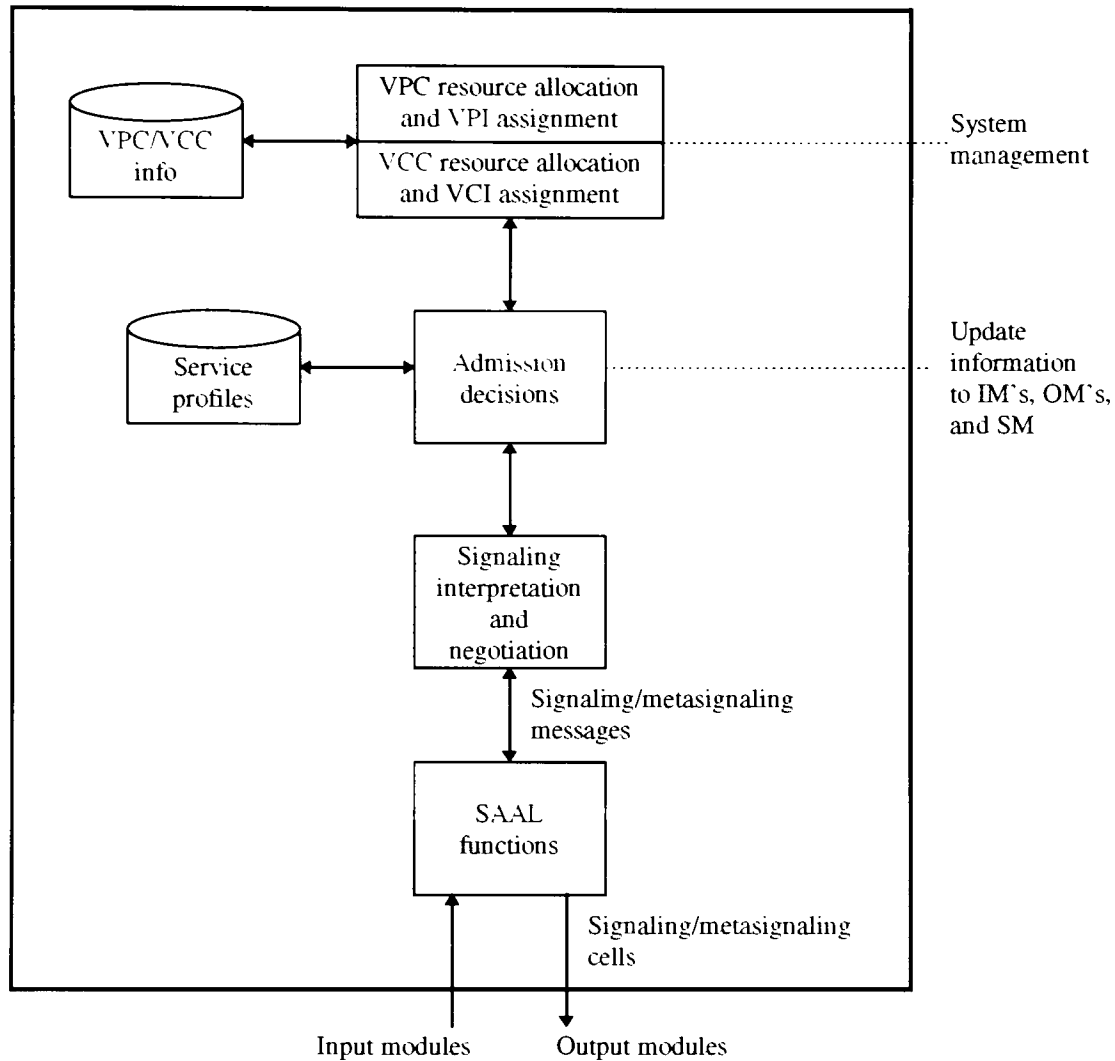 VPC resource allocation
and VPI assignment
VPC/VCC
info
VCC resource allocation
and VCI assignment
System
management
Service
profiles
Admission
decisions
Update
information
to IM's, OM's,
and SM
Signaling
interpretation
and
negotiation
Signaling/metasignaling
messages
SAAL
functions
Signaling/metasignaling
cells
Input modules
Output modules